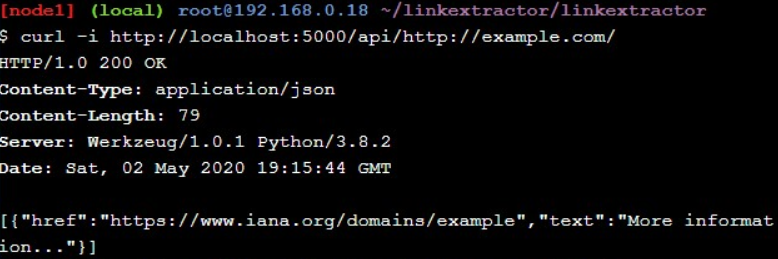 [node1] (local) root@192.168.0.18 ~/linkextractor/linkextractor
$ curl -i http://localhost:5000/api/http://example.com/
HTTP/1.0 200 OK
Content-Type: application/json
Content-Length: 79
Server: Werkzeug/1.0.1 Python/3.8.2
Date: Sat, 02 May 2020 19:15:44 GMT
[{"href":"https://www.iana.org/domains/example","text":"More informat
ion..."}]